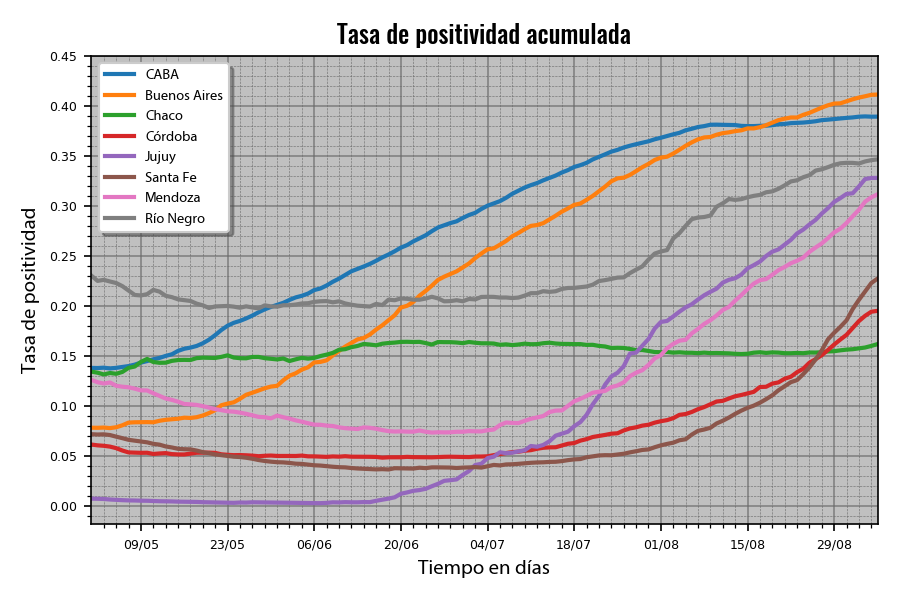 Tasa de positividad acumulada
Tasa de positividad
0.45
0.40
0.35
0.30
0.25
0.20
0.15
0.10
0.05
0.00
CABA
Buenos Aires
Chaco
Córdoba
Jujuy
Santa Fe
Mendoza
Río Negro
09/05 23/05 06/06 20/06 04/07 18/07 01/08 15/08 29/08
Tiempo en días